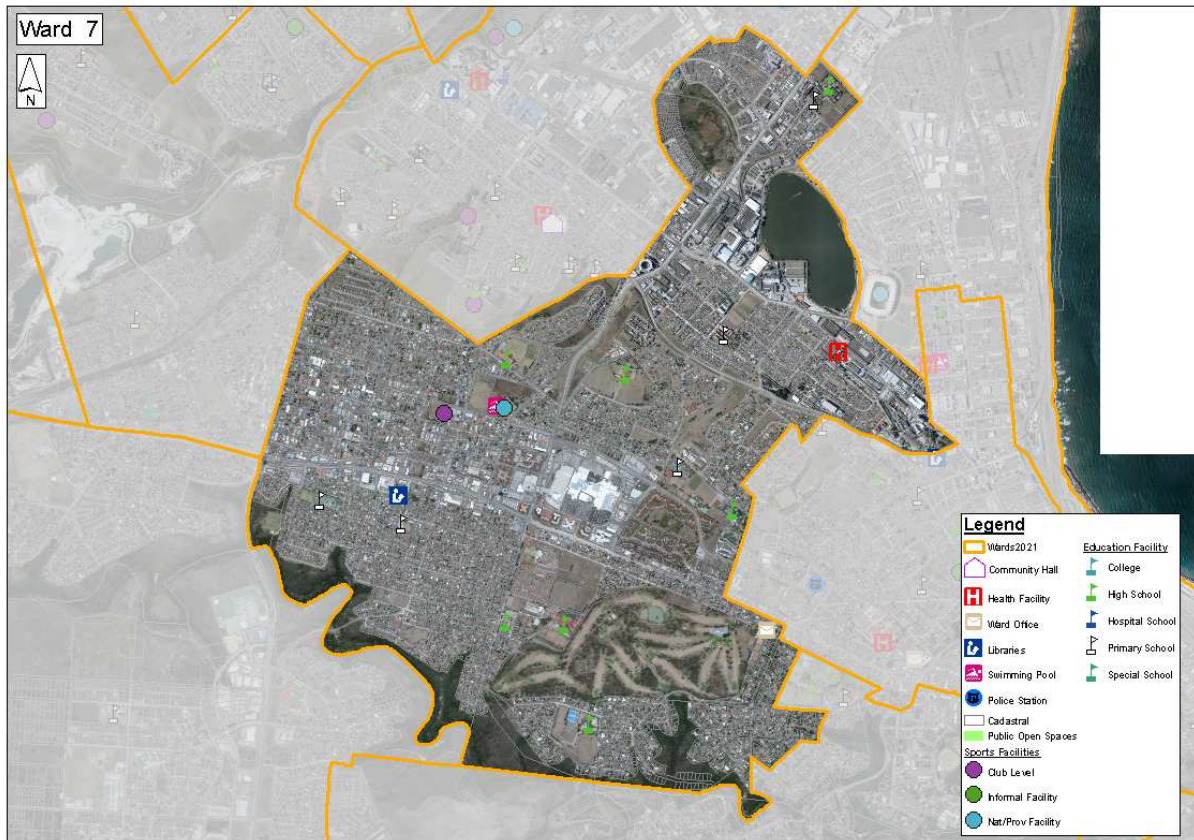 Ward 7
N
Legend
Wards2021
Community Hall
Health Facility
Ward Office
Libraries
Swimming Pool
Police Station
Cadastral
Public Open Spaces
Sports Facilities
Club Level
Informal Facility
Nat/Prov Facility
Education Facility
College
High School
Hospital School
Primary School
Special School